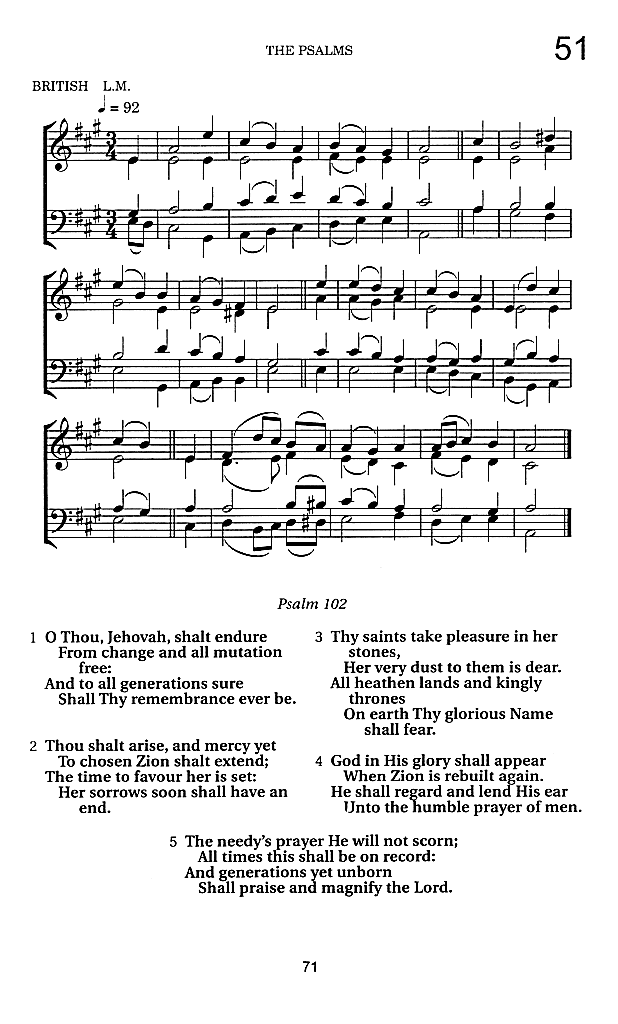 THE PSALMS
51
BRITISH L.M.
♩ = 92
Psalm 102
1 O Thou, Jehovah, shalt endure
From change and all mutation
free:
And to all generations sure
Shall Thy remembrance ever be.
2 Thou shalt arise, and mercy yet
To chosen Zion shalt extend;
The time to favour her is set:
Her sorrows soon shall have an
end.
3 Thy saints take pleasure in her
stones,
Her very dust to them is dear.
All heathen lands and kingly
thrones
On earth Thy glorious Name
shall fear.
4 God in His glory shall appear
When Zion is rebuilt again.
He shall regard and lend His ear
Unto the humble prayer of men.
5 The needy's prayer He will not scorn;
All times this shall be on record:
And generations yet unborn
Shall praise and magnify the Lord.
71